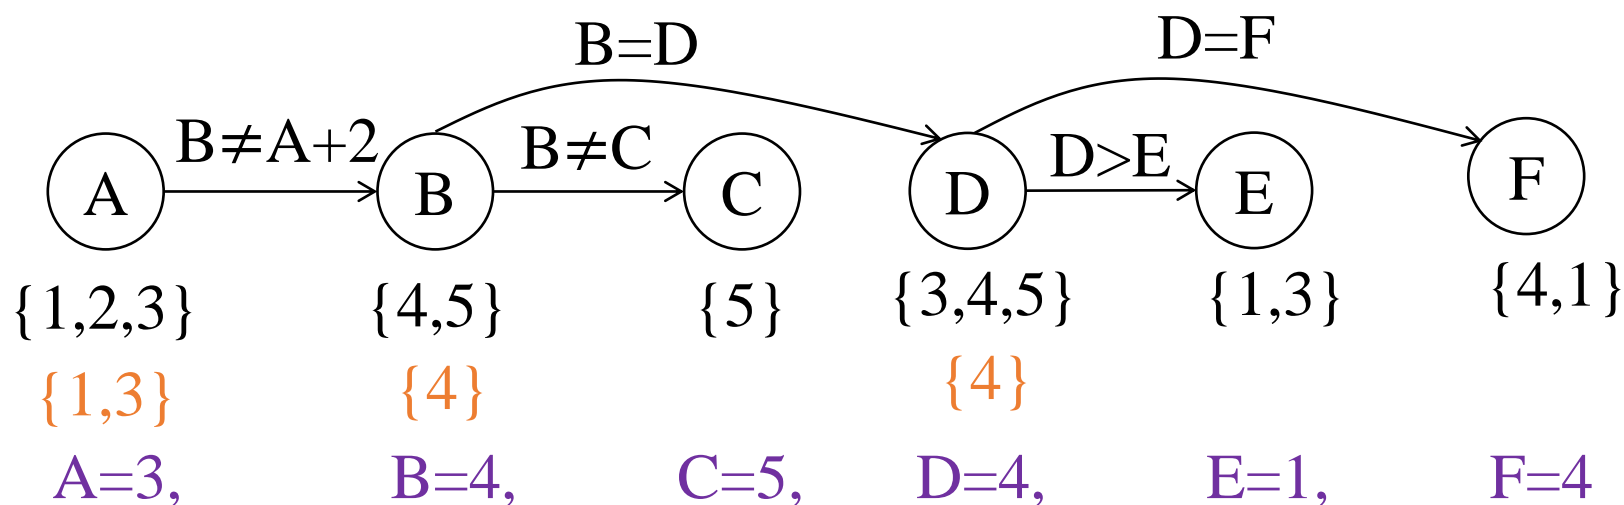 B=D D=F
B≠A+2 B≠C D>E
A B C D E F
{1,2,3} {4,5} {5} {3,4,5} {1,3} {4,1}
{1,3} {4} {4}
A=3, B=4, C=5, D=4, E=1, F=4